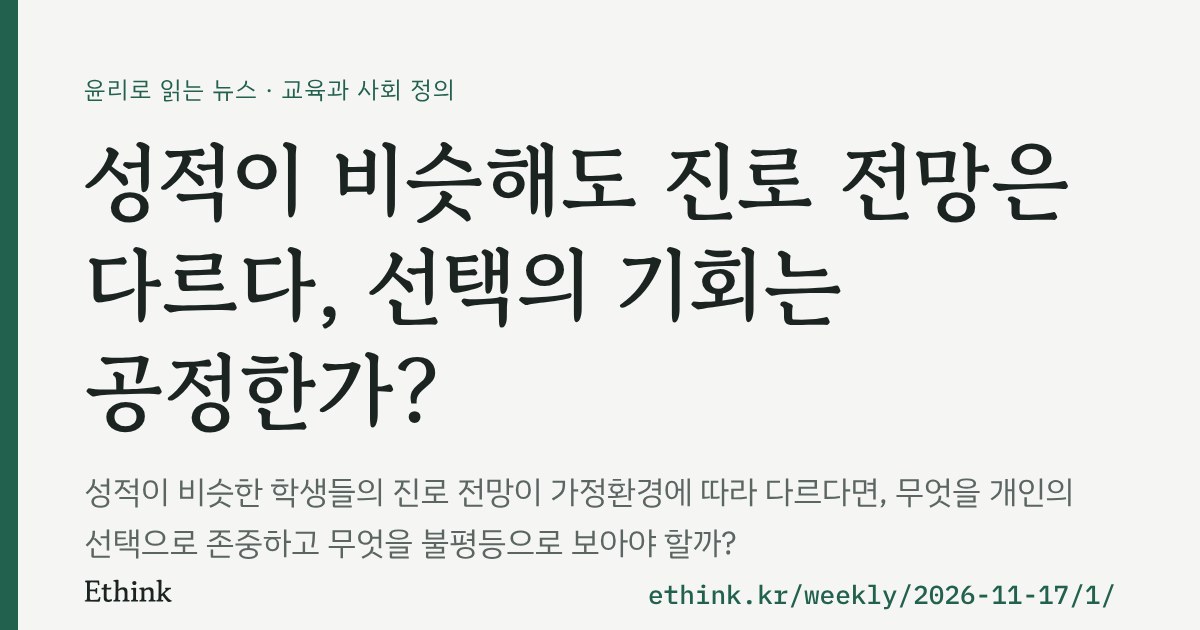 윤리로 읽는 뉴스 · 교육과 사회 정의
성적이 비슷해도 진로 전망은
다르다, 선택의 기회는
공정한가?
성적이 비슷한 학생들의 진로 전망이 가정환경에 따라 다르다면, 무엇을 개인의
선택으로 존중하고 무엇을 불평등으로 보아야 할까?
Ethink
ethink.kr/weekly/2026-11-17/1/